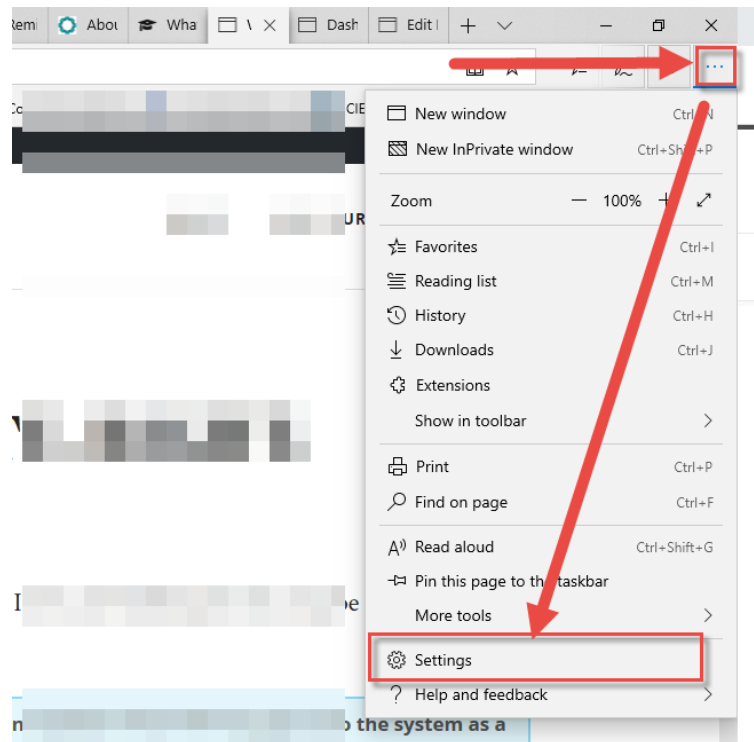 Remi Abou Wha Dash Edit
New window Ctrl+N
New InPrivate window Ctrl+Shift+P
Zoom — 100% +
Favorites Ctrl+I
Reading list Ctrl+M
History Ctrl+H
Downloads Ctrl+J
Extensions
Show in toolbar
Print Ctrl+P
Find on page Ctrl+F
Read aloud Ctrl+Shift+G
Pin this page to the taskbar
More tools
Settings
? Help and feedback
to the system as a